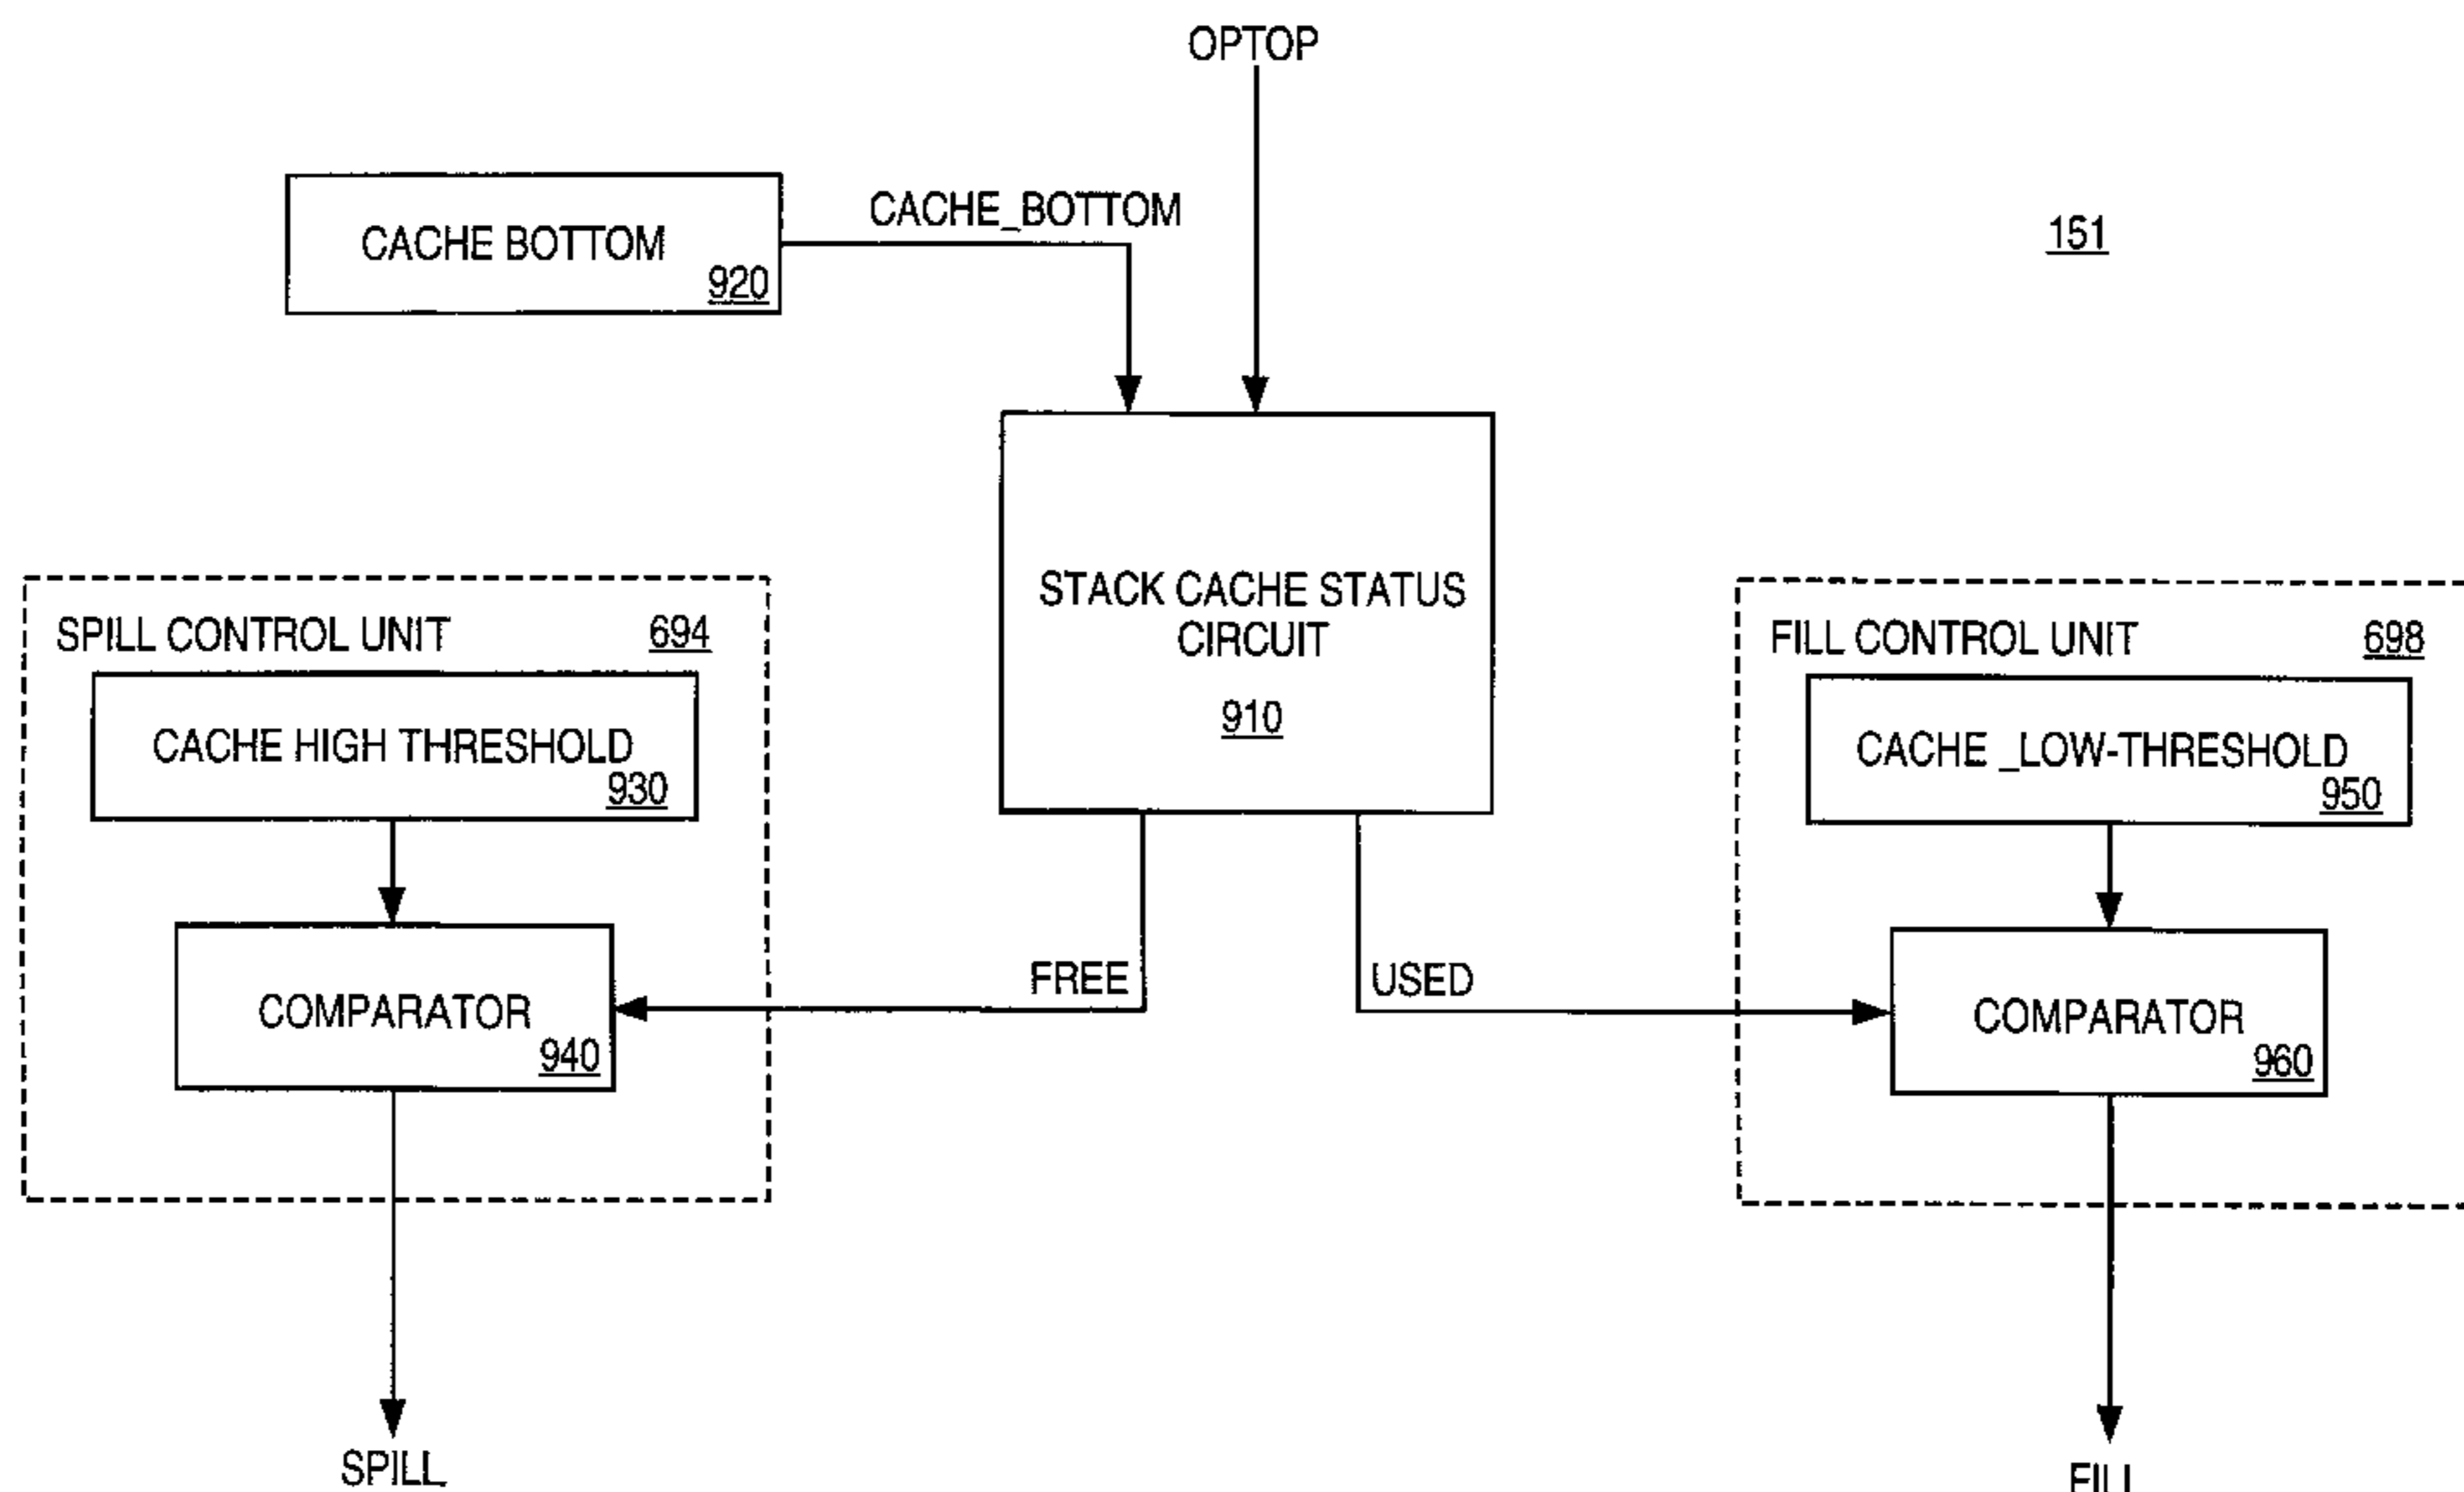 OPTOP
CACHE_BOTTOM
CACHE BOTTOM
920
151
STACK CACHE STATUS
CIRCUIT
910
SPILL CONTROL UNIT 694
CACHE HIGH THRESHOLD
930
COMPARATOR
940
FREE
USED
FILL CONTROL UNIT 698
CACHE _LOW-THRESHOLD
950
COMPARATOR
960
SPILL
FILL